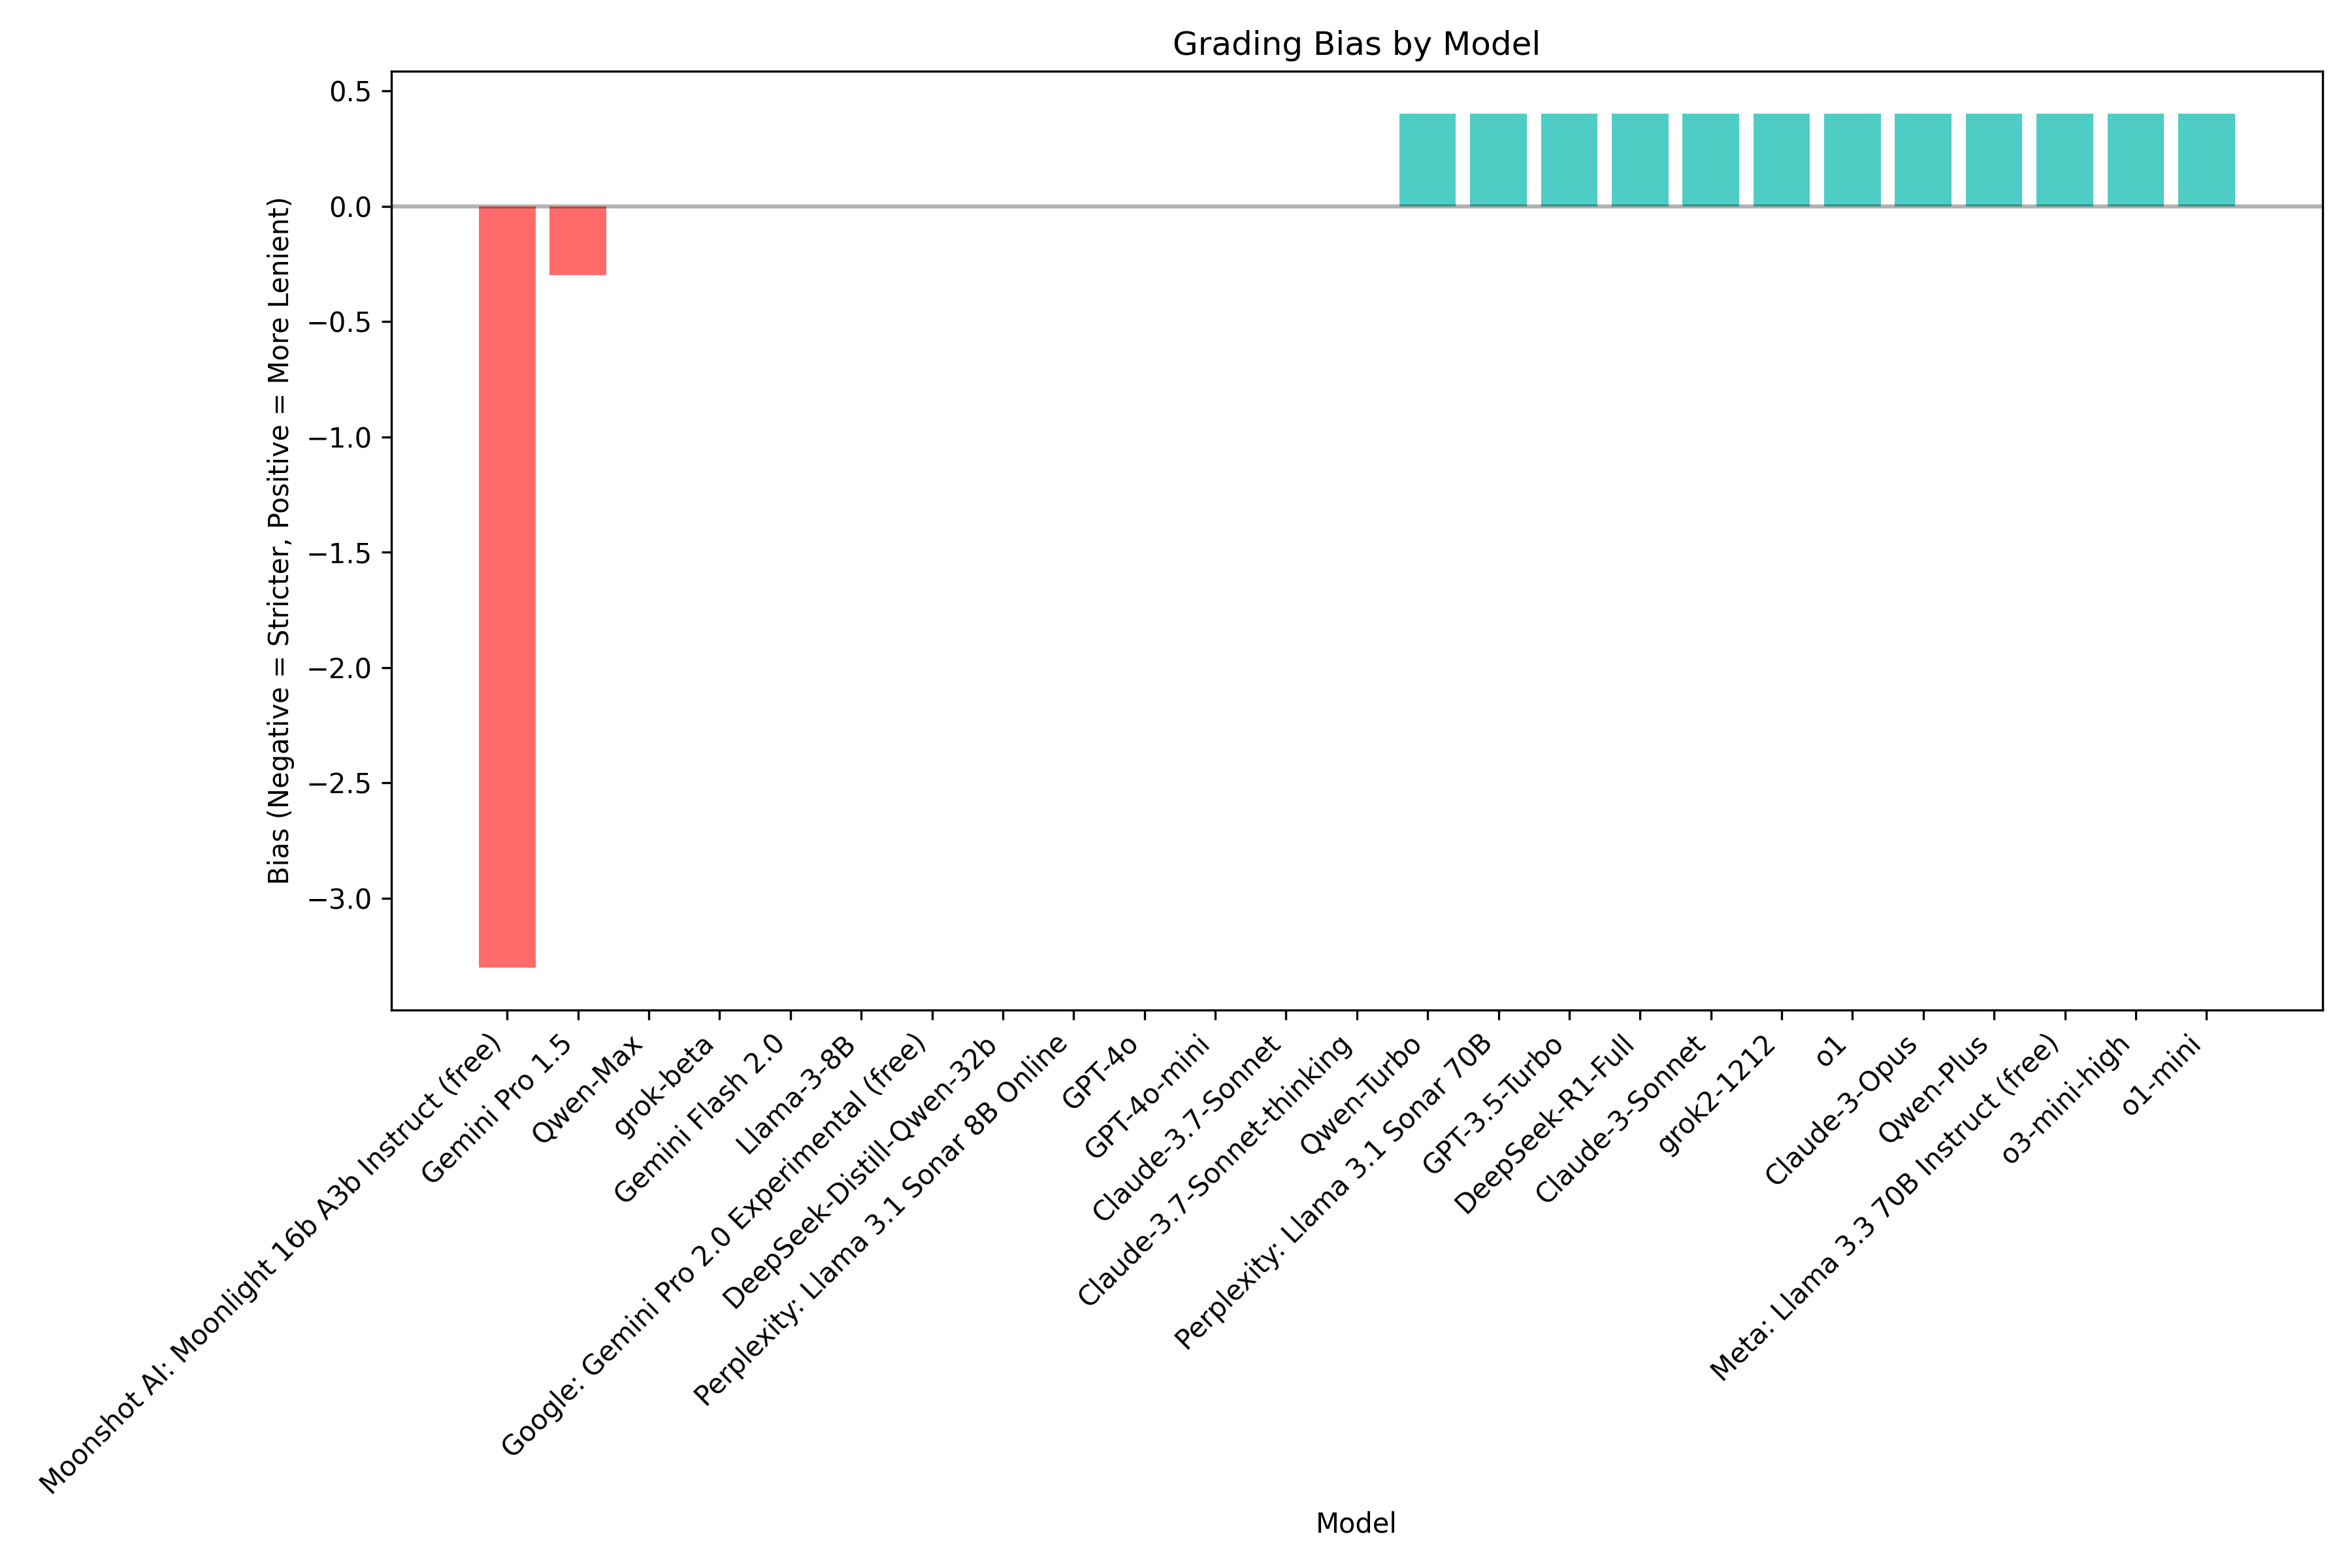 Grading Bias by Model
Bias (Negative = Stricter, Positive = More Lenient)
0.5
0.0
−0.5
−1.0
−1.5
−2.0
−2.5
−3.0
Moonshot AI: Moonlight 16b A3b Instruct (free)
Gemini Pro 1.5
Qwen-Max
grok-beta
Gemini Flash 2.0
Llama-3-8B
Google: Gemini Pro 2.0 Experimental (free)
DeepSeek-Distill-Qwen-32b
Perplexity: Llama 3.1 Sonar 8B Online
GPT-4o
GPT-4o-mini
Claude-3.7-Sonnet
Claude-3.7-Sonnet-thinking
Qwen-Turbo
Perplexity: Llama 3.1 Sonar 70B
GPT-3.5-Turbo
DeepSeek-R1-Full
Claude-3-Sonnet
grok2-1212
o1
Claude-3-Opus
Qwen-Plus
Meta: Llama 3.3 70B Instruct (free)
o3-mini-high
o1-mini
Model